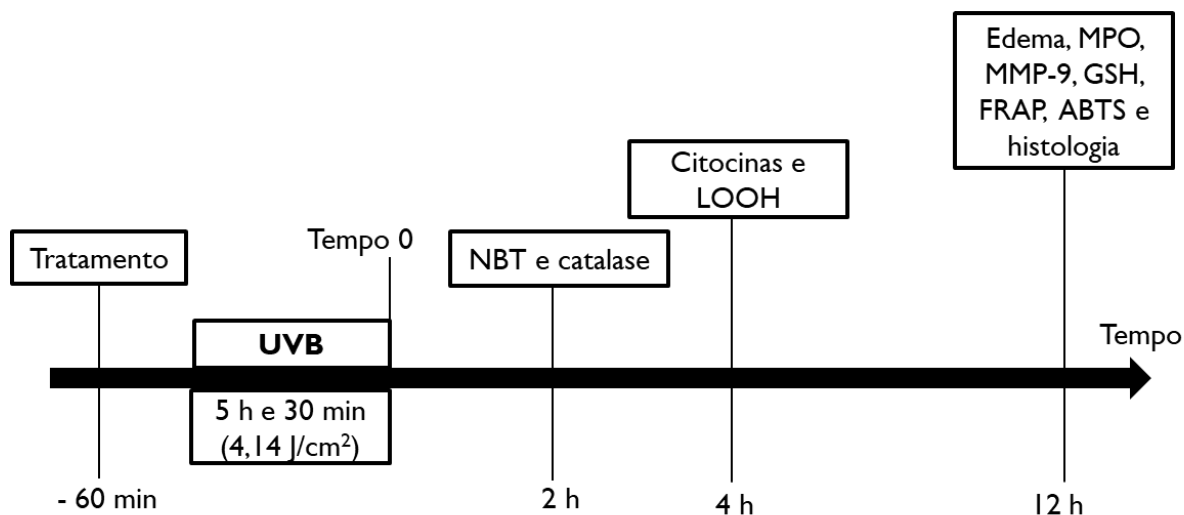 Edema, MPO,
MMP-9, GSH,
FRAP, ABTS e
histologia
Citocinas e
LOOH
Tempo 0
Tratamento
NBT e catalase
UVB
Tempo
5 h e 30 min
(4,14 J/cm²)
- 60 min
2 h
4 h
12 h